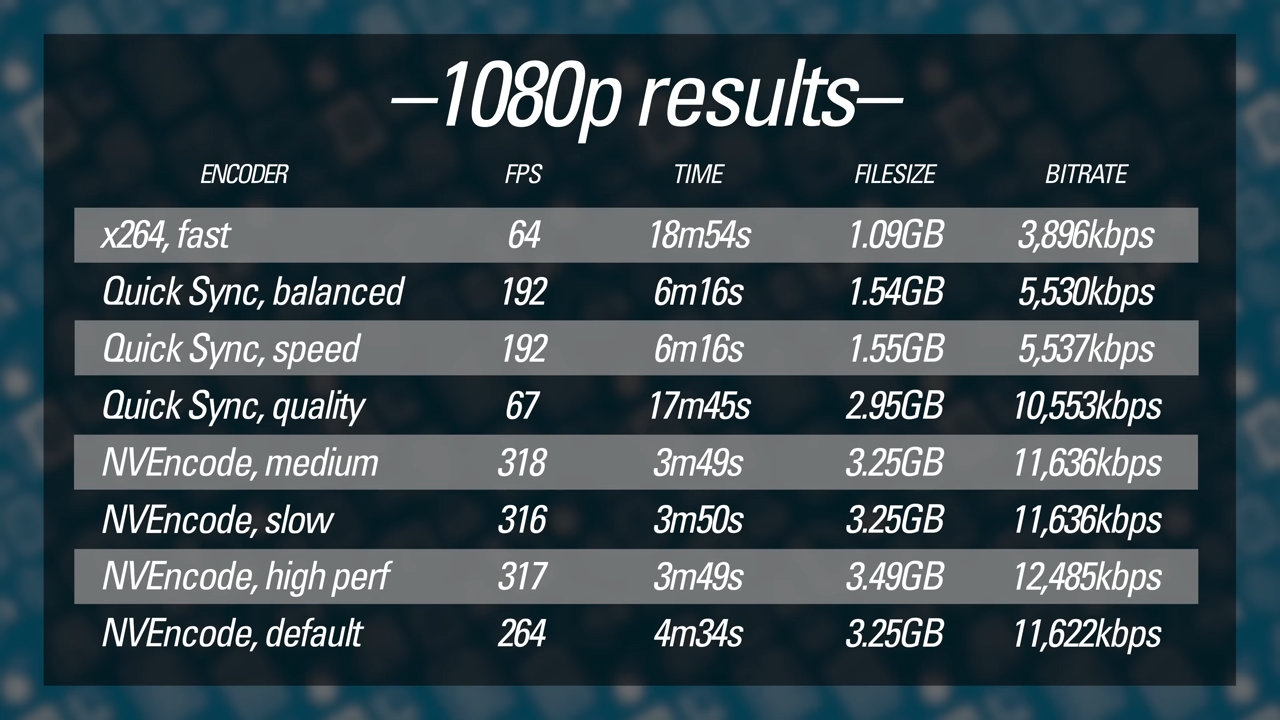 –1080p results–
ENCODER FPS TIME FILESIZE BITRATE
x264, fast 64 18m54s 1.09GB 3,896kbps
Quick Sync, balanced 192 6m16s 1.54GB 5,530kbps
Quick Sync, speed 192 6m16s 1.55GB 5,537kbps
Quick Sync, quality 67 17m45s 2.95GB 10,553kbps
NVEncode, medium 318 3m49s 3.25GB 11,636kbps
NVEncode, slow 316 3m50s 3.25GB 11,636kbps
NVEncode, high perf 317 3m49s 3.49GB 12,485kbps
NVEncode, default 264 4m34s 3.25GB 11,622kbps